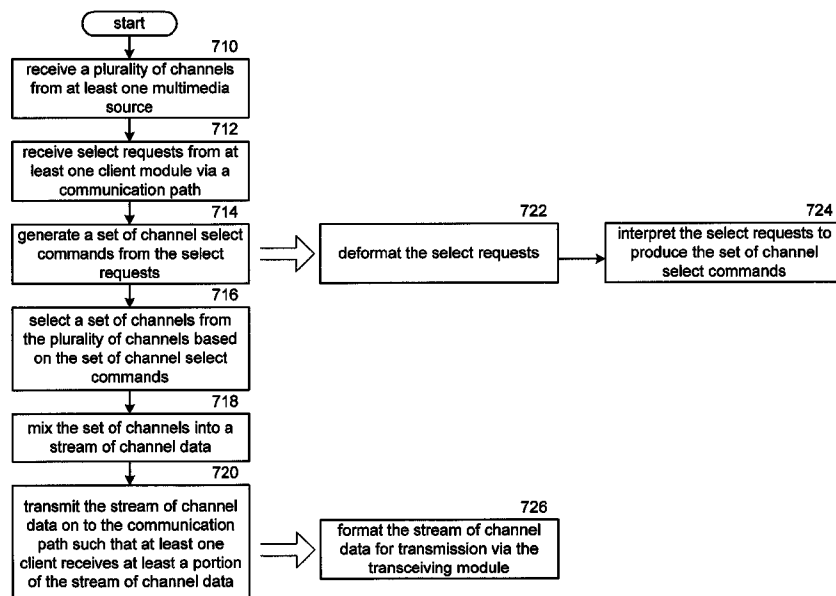 start
710
receive a plurality of channels
from at least one multimedia
source
712
receive select requests from at
least one client module via a
communication path
714
generate a set of channel select
commands from the select
requests
722
deformat the select requests
724
interpret the select requests to
produce the set of channel
select commands
716
select a set of channels from
the plurality of channels based
on the set of channel select
commands
718
mix the set of channels into a
stream of channel data
720
transmit the stream of channel
data on to the communication
path such that at least one
client receives at least a portion
of the stream of channel data
726
format the stream of channel
data for transmission via the
transceiving module